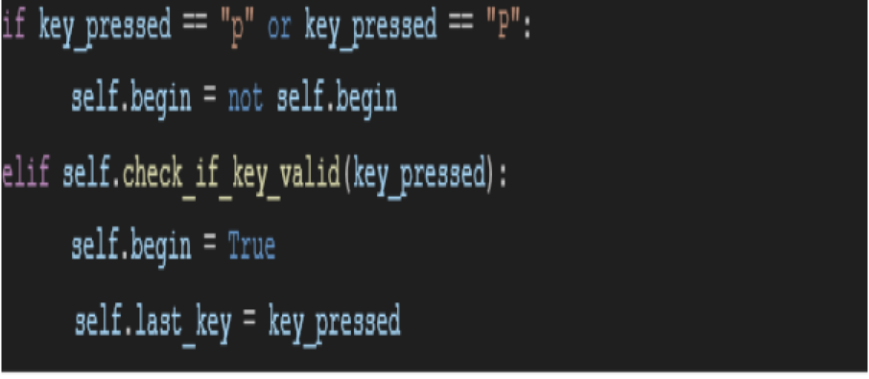 if key_pressed == "p" or key_pressed == "P":
    self.begin = not self.begin
elif self.check_if_key_valid(key_pressed):
    self.begin = True
    self.last_key = key_pressed